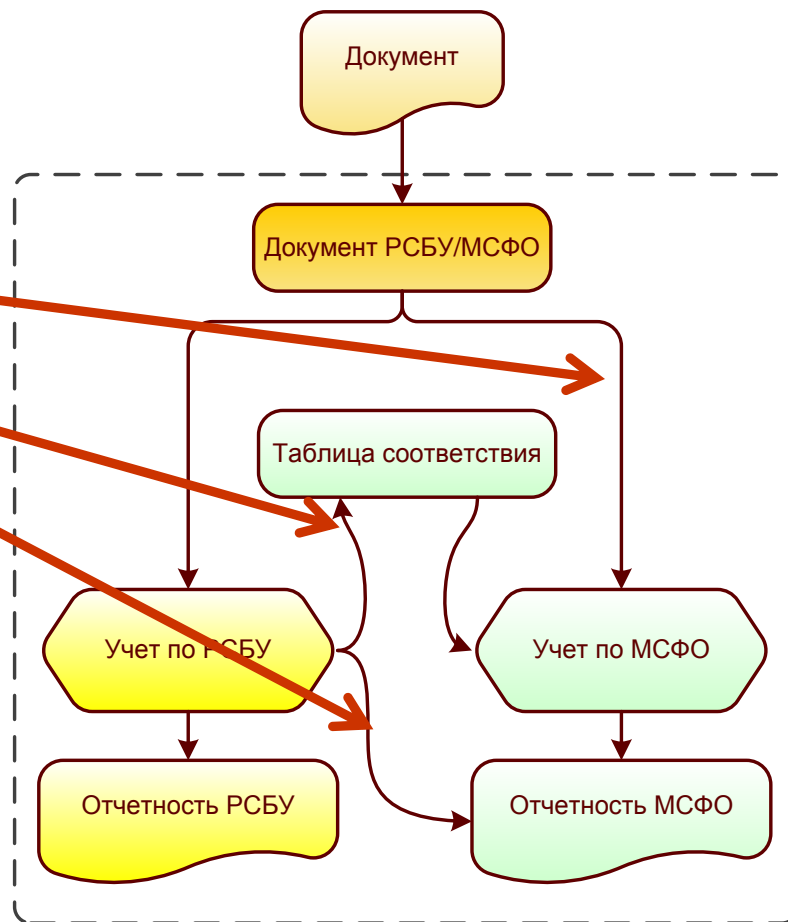 Документ
Документ РСБУ/МСФО
Таблица соответствия
Учет по РСБУ
Учет по МСФО
Отчетность РСБУ
Отчетность МСФО